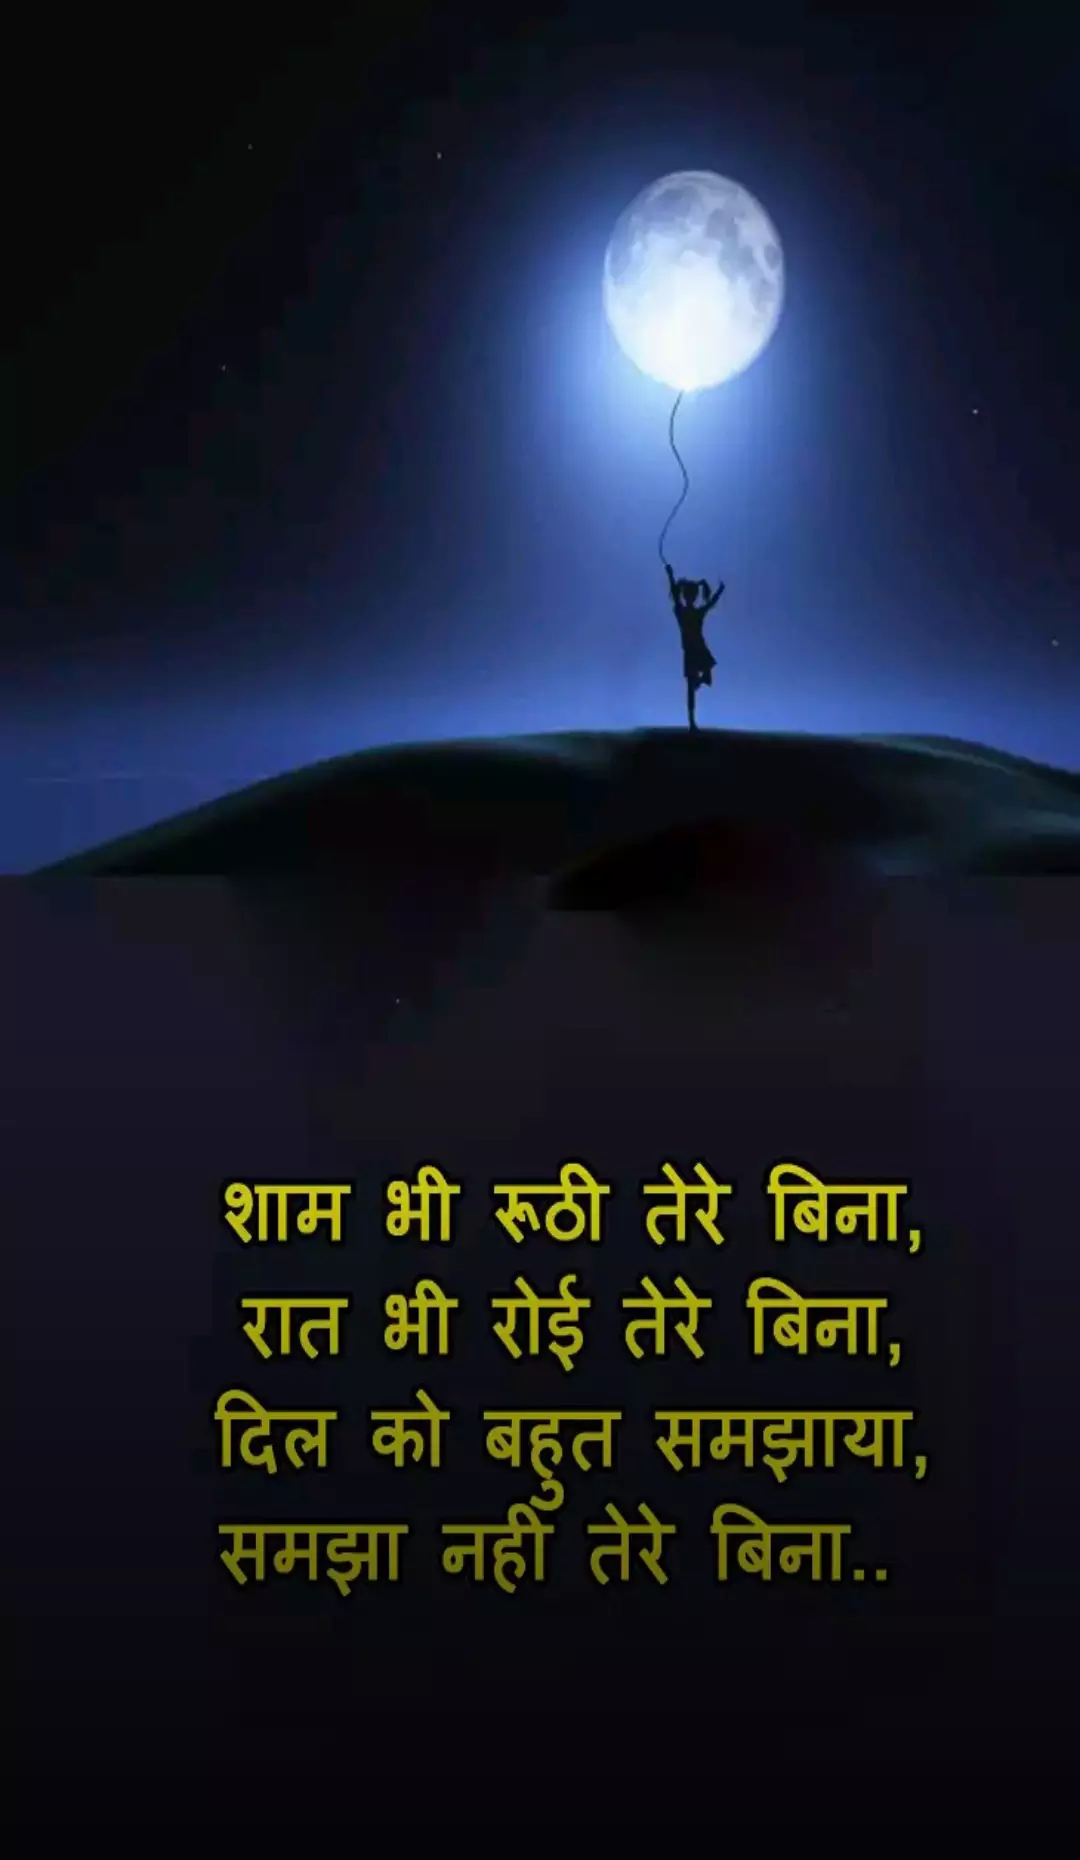 शाम भी रूठी तेरे बिना,
रात भी रोई तेरे बिना,
दिल को बहुत समझाया,
समझा नही तेरे बिना..